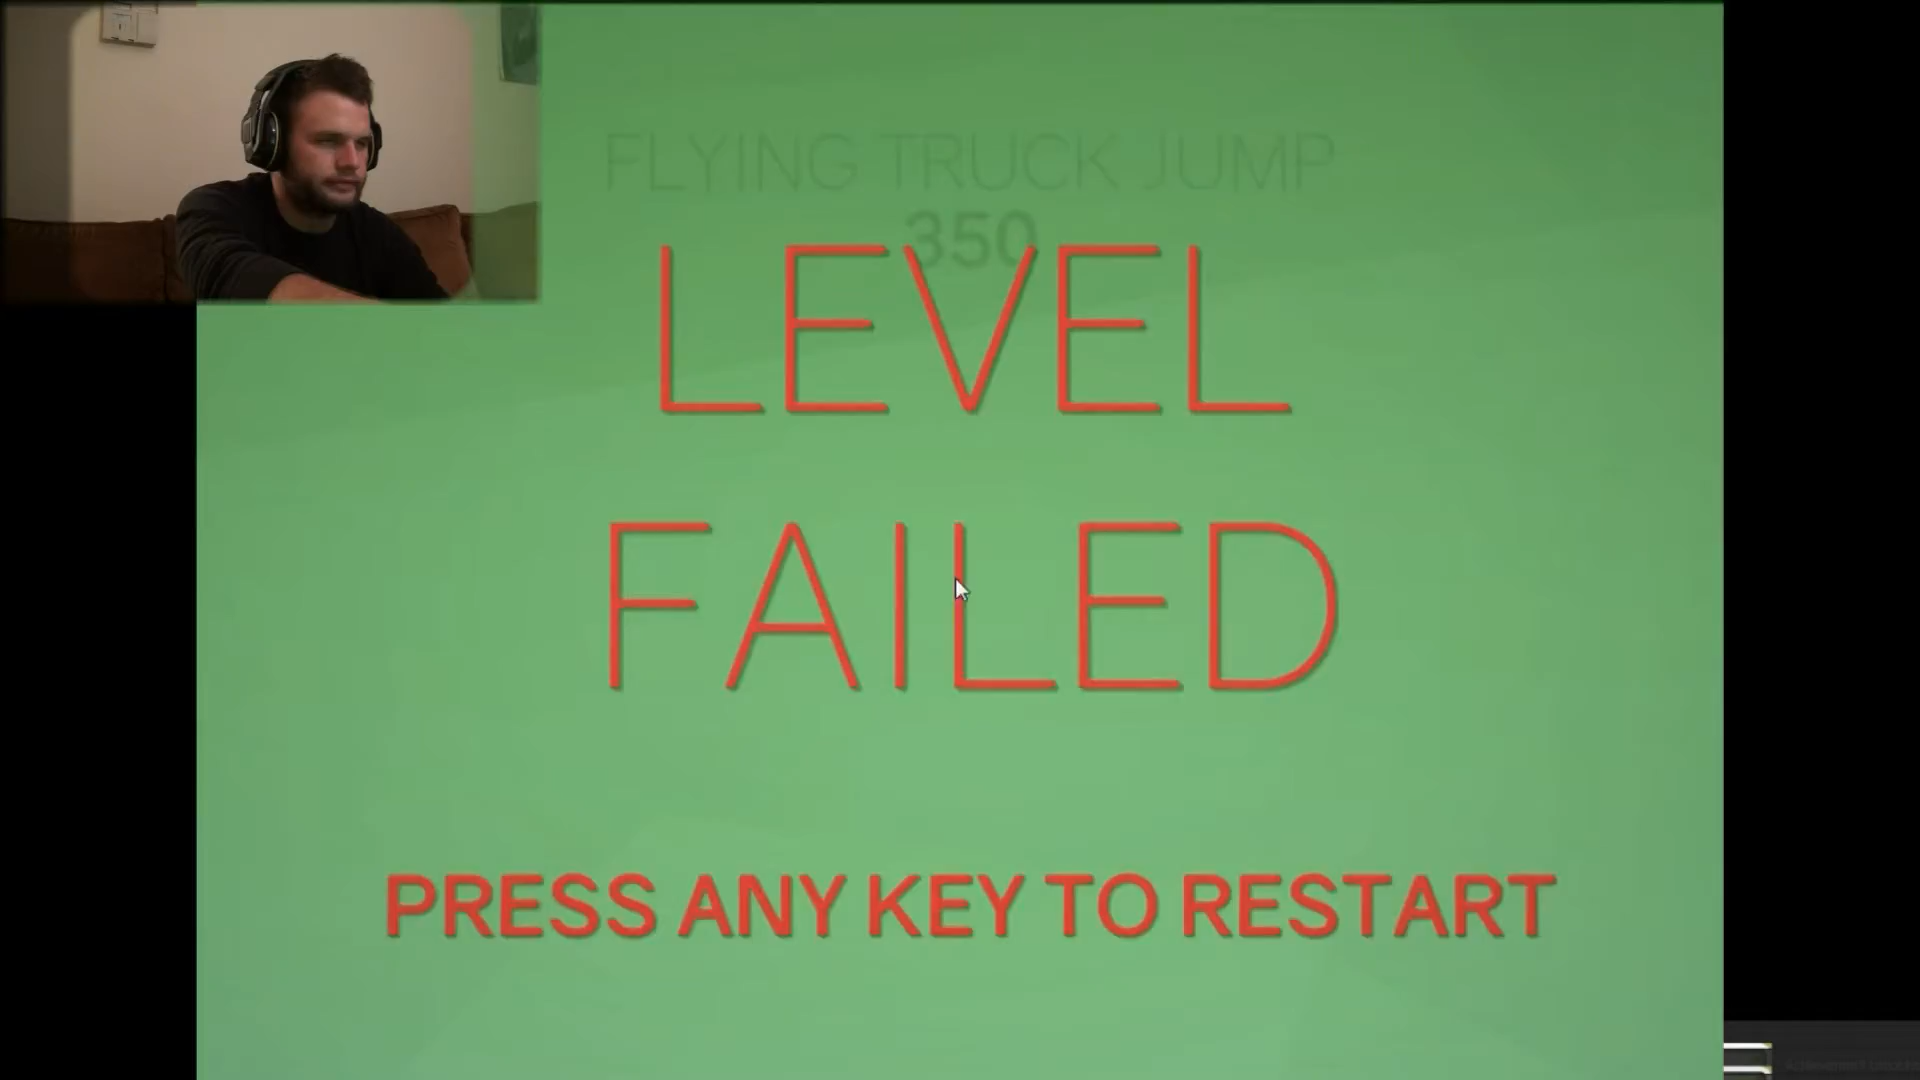 FLYING TRUCK JUMP
350
LEVEL
FAILED
PRESS ANY KEY TO RESTART